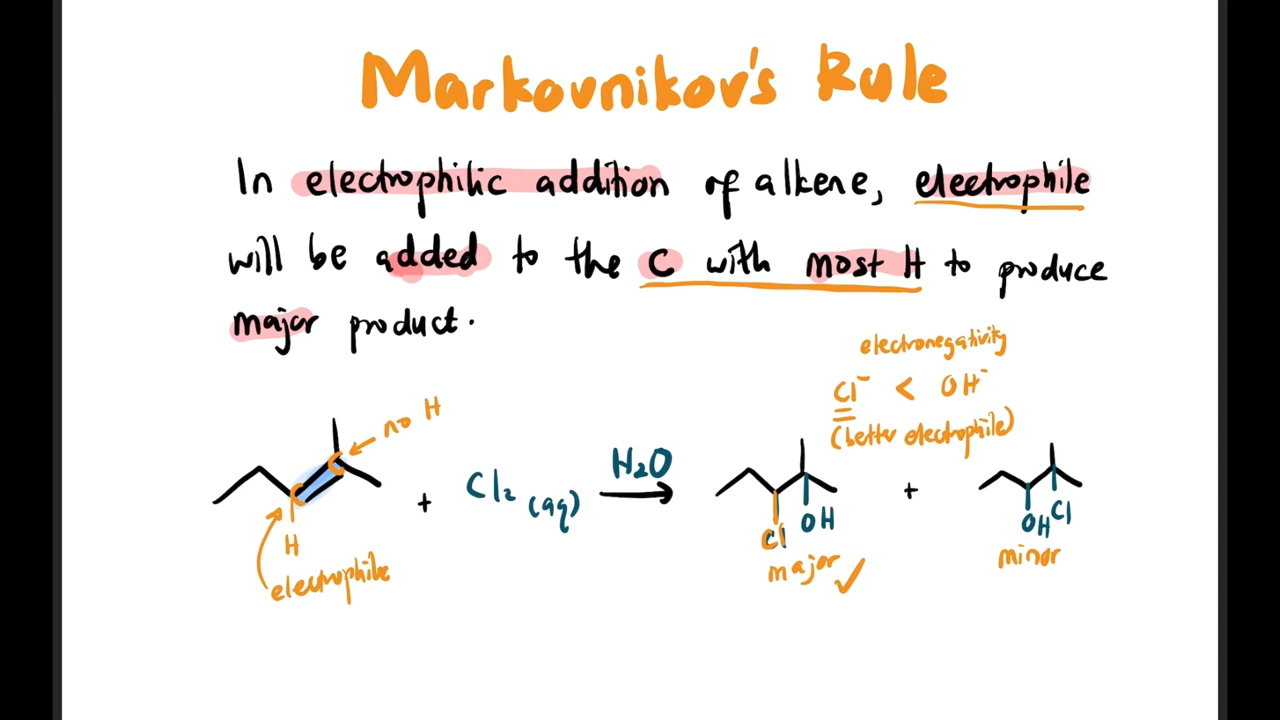 Markovnikov's Rule
In electrophilic addition of alkene, electrophile
will be added to the C with most H to produce
major product.
electronegativity
Cl⁻ < OH⁻
(better electrophile)
no H
C
C
H
electrophile
+ Cl₂ (aq)
H₂O
Cl OH
major ✓
+
OH Cl
minor